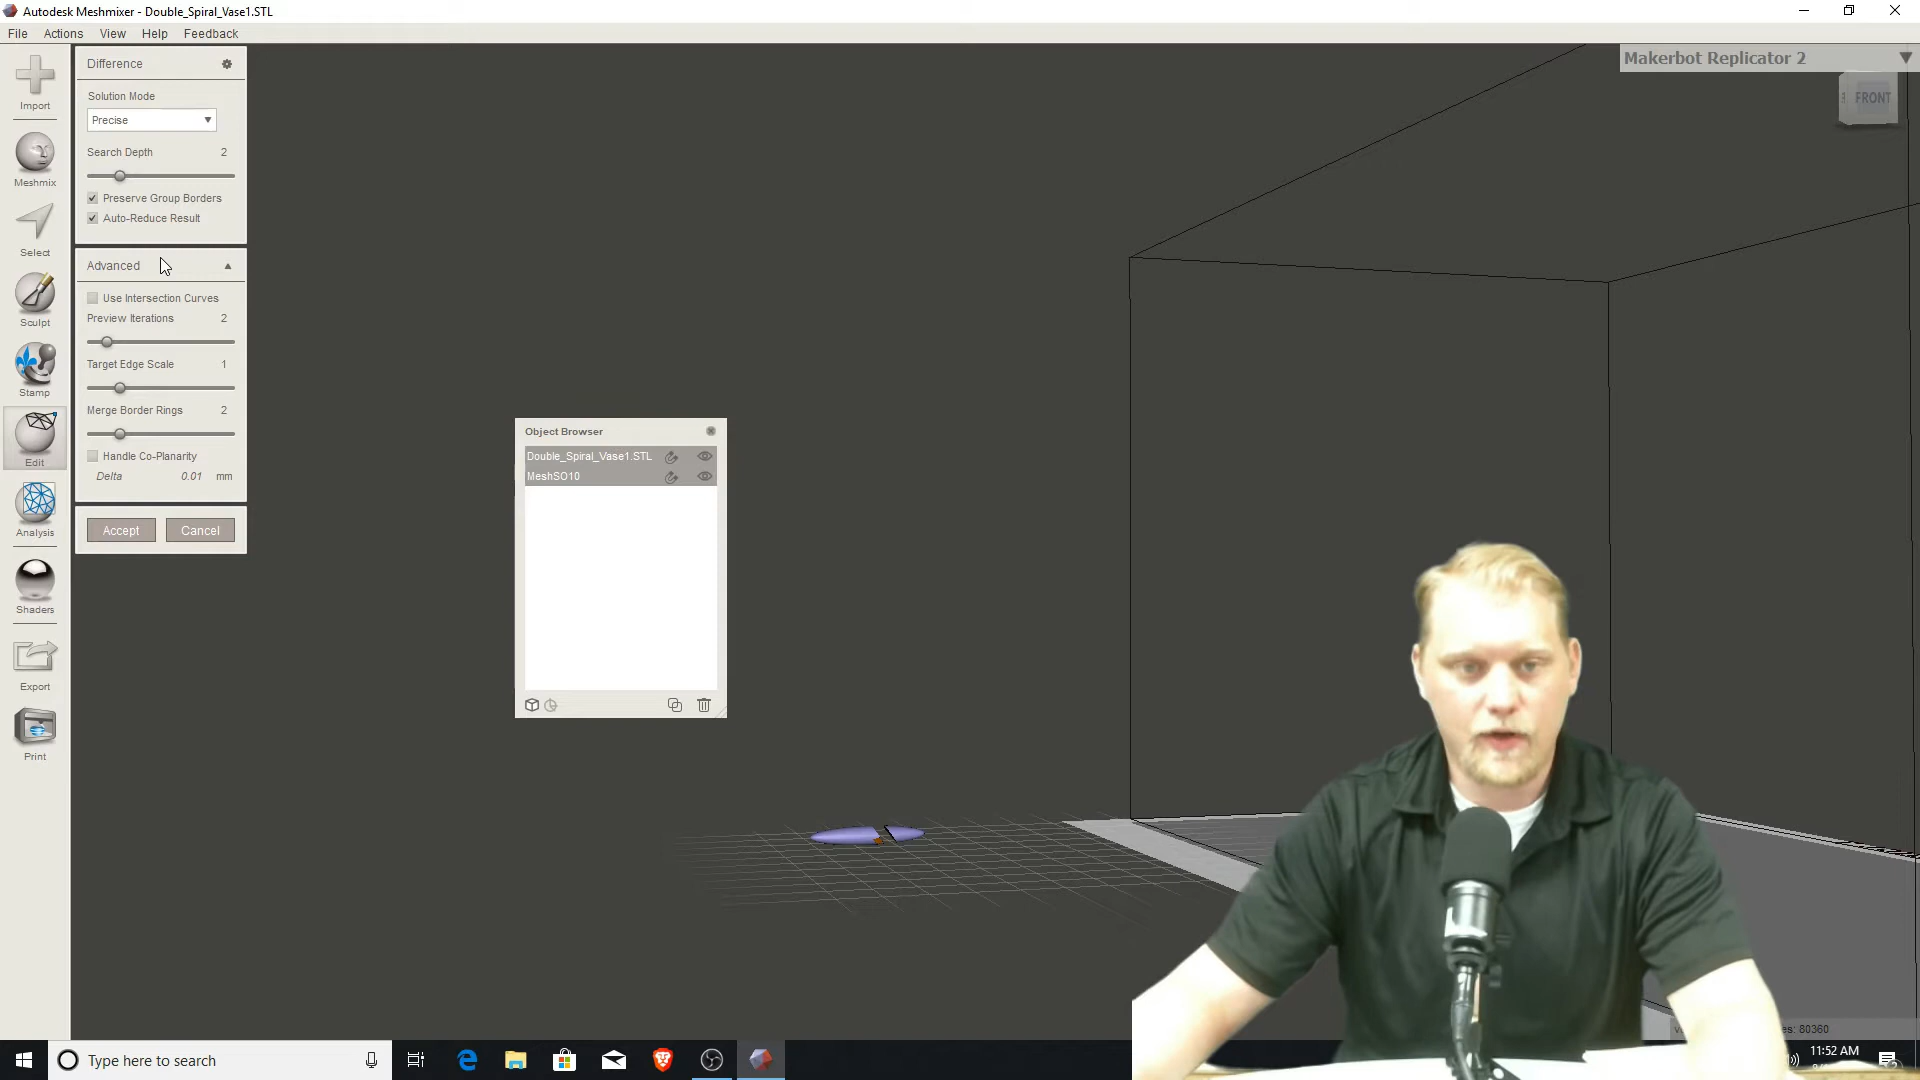 Autodesk Meshmixer - Double_Spiral_Vase1.STL
File Actions View Help Feedback
Makerbot Replicator 2
FRONT
Import
Meshmix
Select
Sculpt
Stamp
Edit
Analysis
Shaders
Export
Print
Difference
Solution Mode
Precise
Search Depth 2
Preserve Group Borders
Auto-Reduce Result
Advanced
Use Intersection Curves
Preview Iterations 2
Target Edge Scale 1
Merge Border Rings 2
Handle Co-Planarity
Delta 0.01 mm
Accept Cancel
Object Browser
Double_Spiral_Vase1.STL
MeshSO10
80360
Type here to search
11:52 AM